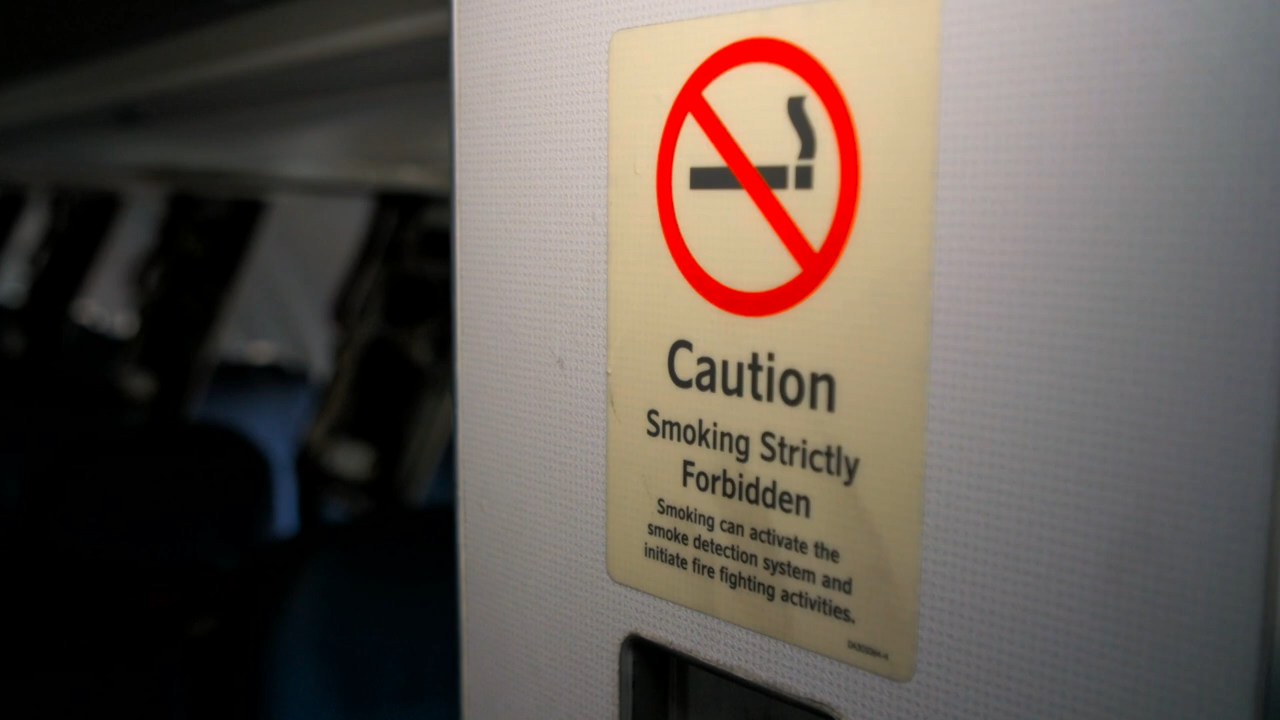 Caution
Smoking Strictly
Forbidden
Smoking can activate the
smoke detection system and
initiate fire fighting activities.